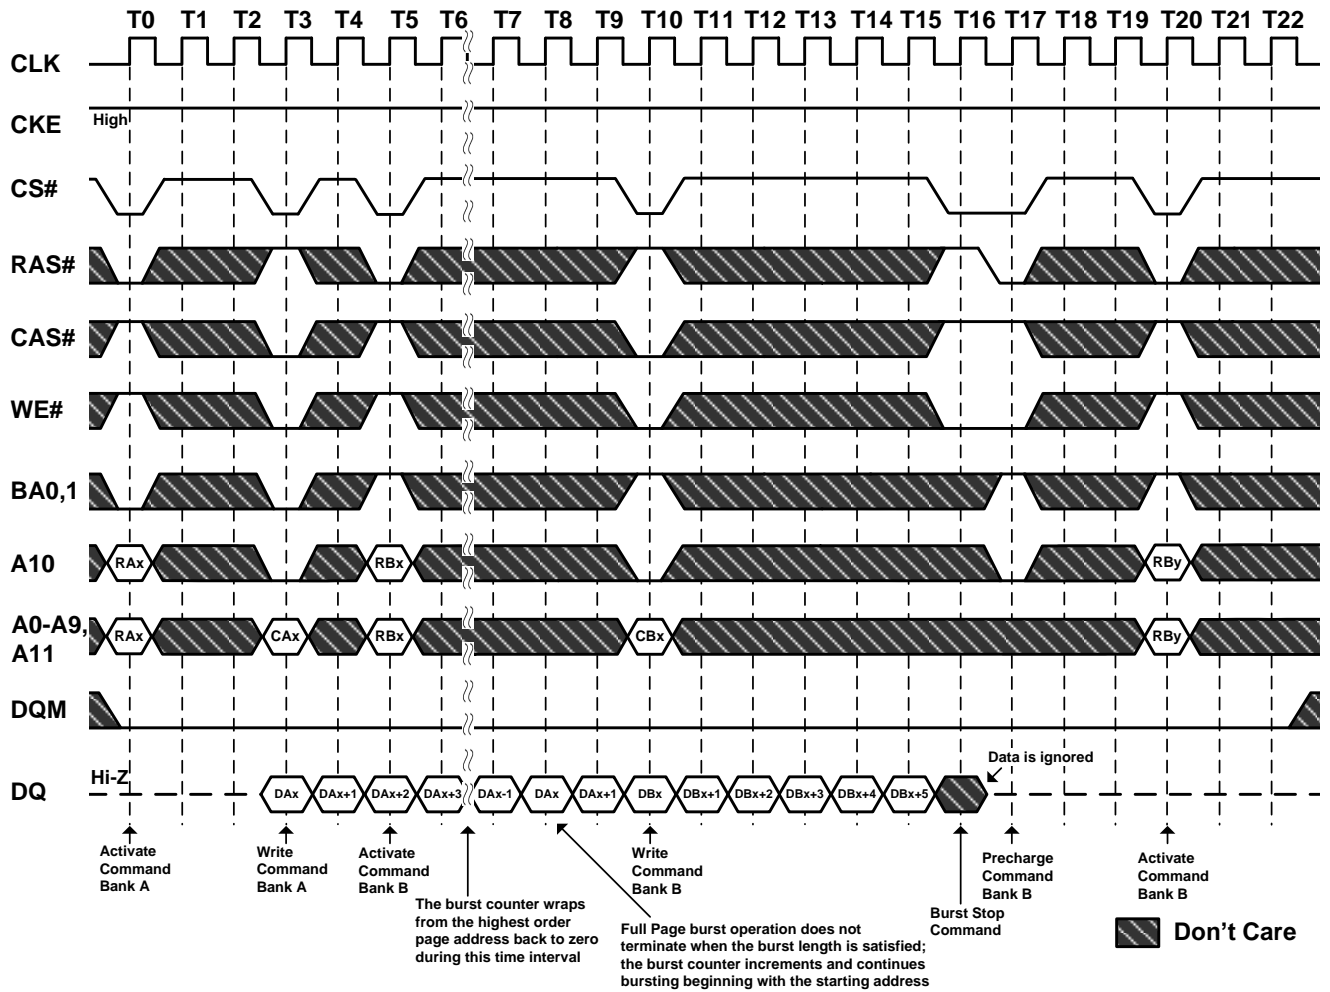 T0 T1 T2 T3 T4 T5 T6 T7 T8 T9 T10 T11 T12 T13 T14 T15 T16 T17 T18 T19 T20 T21 T22
CLK
CKE High
CS#
RAS#
CAS#
WE#
BA0,1
A10 RAx RBx RBy
A0-A9,
A11
RAx CAx RBx CBx RBy
DQM
DQ Hi-Z DAx DAx+1 DAx+2 DAx+3 DAx-1 DAx DAx+1 DBx DBx+1 DBx+2 DBx+3 DBx+4 DBx+5
Data is ignored
Activate
Command
Bank A
Write
Command
Bank A
Activate
Command
Bank B
The burst counter wraps
from the highest order
page address back to zero
during this time interval
Write
Command
Bank B
Full Page burst operation does not
terminate when the burst length is satisfied;
the burst counter increments and continues
bursting beginning with the starting address
Burst Stop
Command
Precharge
Command
Bank B
Activate
Command
Bank B
Don't Care